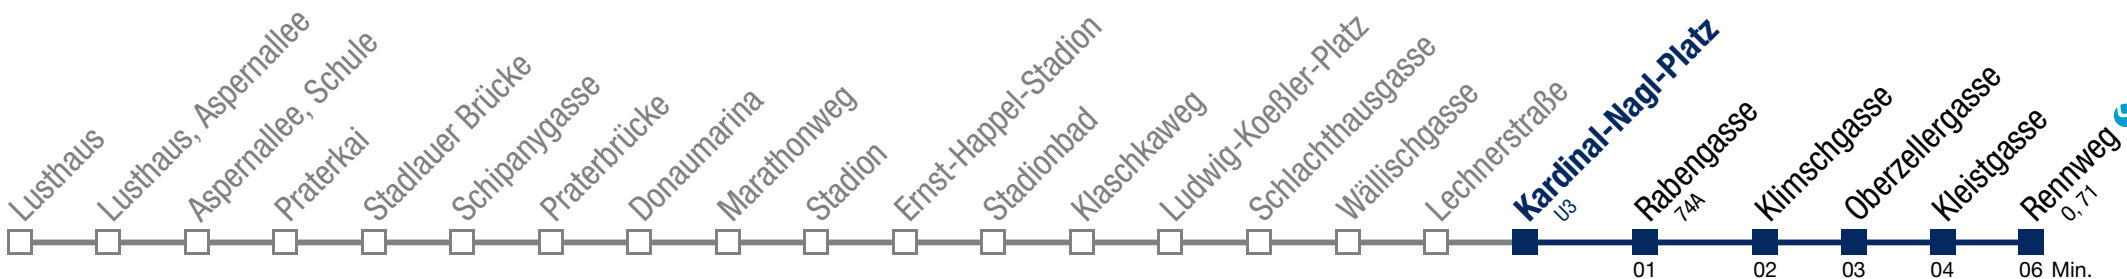 Lusthaus
Lusthaus, Aspernallee
Aspernallee, Schule
Praterkai
Stadlauer Brücke
Schipanygasse
Praterbrücke
Donaumarina
Marathonweg
Stadion
Ernst-Happel-Stadion
Stadionbad
Klaschkaweg
Ludwig-Koeßler-Platz
Schlachthausgasse
Wällischgasse
Lechnerstraße
Kardinal-Nagl-Platz
U3
Rabengasse
74A
Klimschgasse
Oberzellergasse
Kleistgasse
Rennweg
O, 71
01 02 03 04 06 Min.